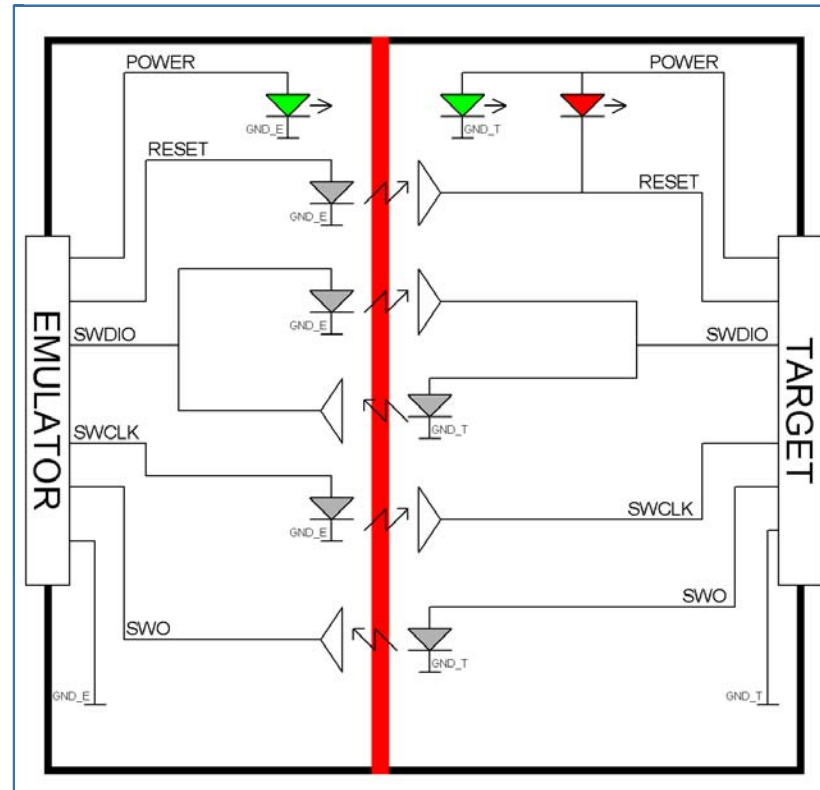 POWER
POWER
GND_E
GND_T
RESET
RESET
GND_E
EMULATOR
TARGET
SWDIO
GND_E
SWDIO
GND_T
SWCLK
GND_E
SWCLK
SWO
SWO
GND_T
GND_E
GND_T